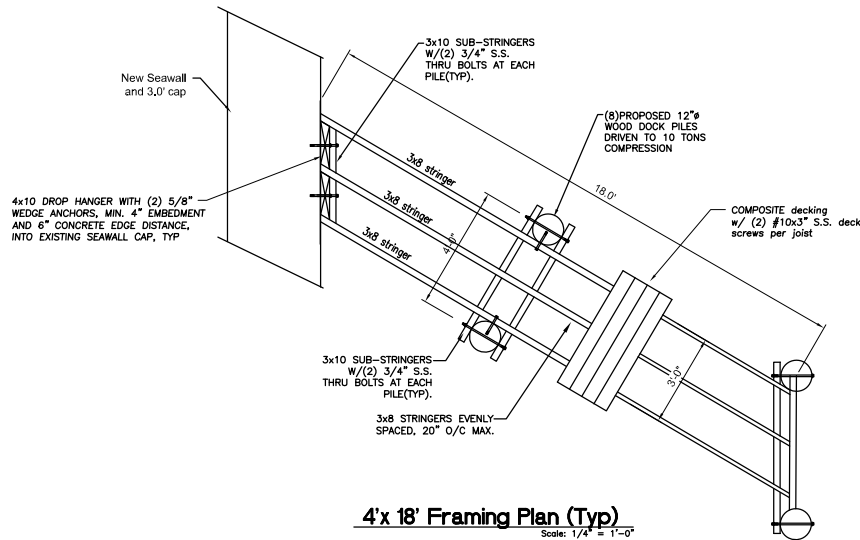 3x10 SUB-STRINGERS
W/(2) 3/4" S.S.
THRU BOLTS AT EACH
PILE(TYP).
New Seawall
and 3.0' cap
(8)PROPOSED 12"ø
WOOD DOCK PILES
DRIVEN TO 10 TONS
COMPRESSION
3x8 stringer
18.0'
4x10 DROP HANGER WITH (2) 5/8"
WEDGE ANCHORS, MIN. 4" EMBEDMENT
AND 6" CONCRETE EDGE DISTANCE,
INTO EXISTING SEAWALL CAP, TYP
3x8 stringer
COMPOSITE decking
w/ (2) #10x3" S.S. deck
screws per joist
3x8 stringer
4'-0"
3x10 SUB-STRINGERS
W/(2) 3/4" S.S.
THRU BOLTS AT EACH
PILE(TYP).
3'-0"
3x8 STRINGERS EVENLY
SPACED, 20" O/C MAX.
4'x 18' Framing Plan (Typ)
Scale: 1/4" = 1'-0"